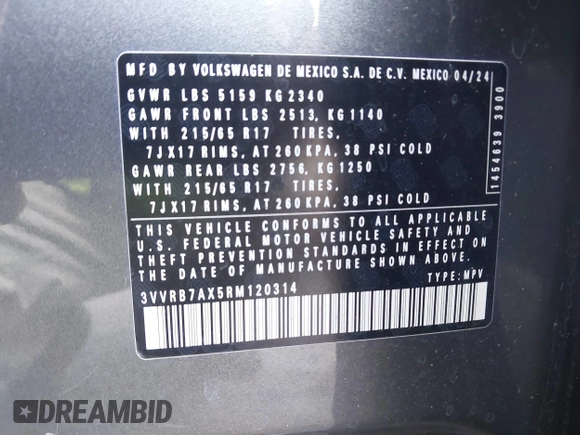 MFD BY VOLKSWAGEN DE MEXICO S.A. DE C.V. MEXICO 04/24
GVWR LBS 5159 KG 2340
GAWR FRONT LBS 2513, KG 1140
WITH 215/65 R17 TIRES,
7JX17 RIMS, AT 260 KPA, 38 PSI COLD
GAWR REAR LBS 2756, KG 1250
WITH 215/65 R17 TIRES,
7JX17 RIMS, AT 260 KPA, 38 PSI COLD
THIS VEHICLE CONFORMS TO ALL APPLICABLE
U.S. FEDERAL MOTOR VEHICLE SAFETY AND
THEFT PREVENTION STANDARDS IN EFFECT ON
THE DATE OF MANUFACTURE SHOWN ABOVE.
3VVRB7AX5RM120314 TYPE: MPV
1454639 3900
DREAMBID